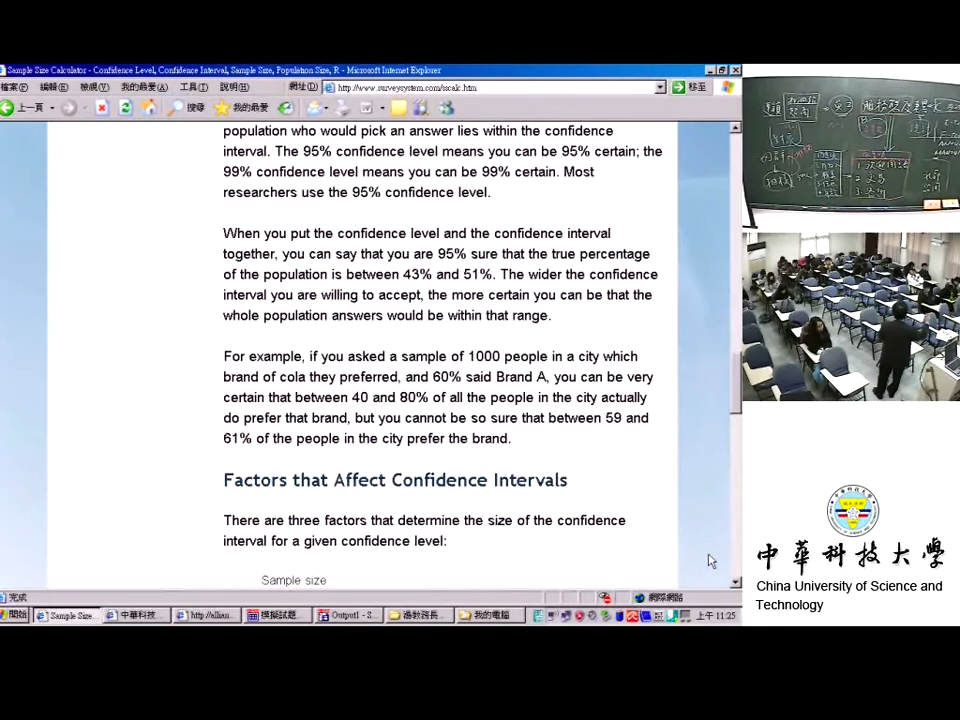 Sample Size Calculator - Confidence Level, Confidence Interval, Sample Size, Population Size, R - Microsoft Internet Explorer
檔案(F) 編輯(E) 檢視(V) 我的最愛(A) 工具(T) 說明(H) 網址(D) http://www.surveysystem.com/sscalc.htm 移至
上一頁 搜尋 我的最愛
population who would pick an answer lies within the confidence
interval. The 95% confidence level means you can be 95% certain; the
99% confidence level means you can be 99% certain. Most
researchers use the 95% confidence level.
When you put the confidence level and the confidence interval
together, you can say that you are 95% sure that the true percentage
of the population is between 43% and 51%. The wider the confidence
interval you are willing to accept, the more certain you can be that the
whole population answers would be within that range.
For example, if you asked a sample of 1000 people in a city which
brand of cola they preferred, and 60% said Brand A, you can be very
certain that between 40 and 80% of all the people in the city actually
do prefer that brand, but you cannot be so sure that between 59 and
61% of the people in the city prefer the brand.
Factors that Affect Confidence Intervals
There are three factors that determine the size of the confidence
interval for a given confidence level:
Sample size
完成 網際網路
開始 Sample Size... 中華科技... http://allian... 模擬試題... Output1 - S... 我的電腦 上午 11:25
中華科技大學
China University of Science and
Technology